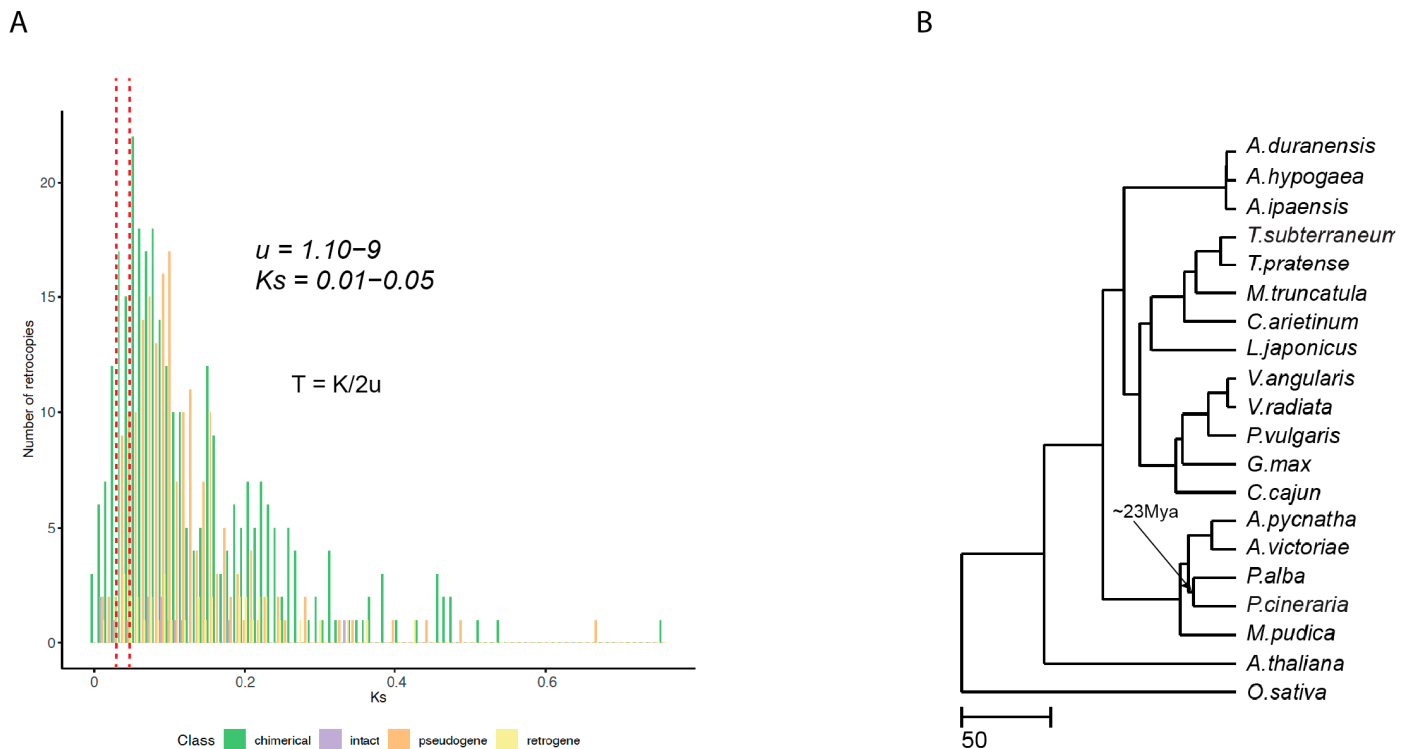 A
B
20
15
10
5
0
Number of retrocopies
u = 1.10−9
Ks = 0.01−0.05
T = K/2u
0
0.2
0.4
0.6
Ks
Class chimerical intact pseudogene retrogene
A.duranensis
A.hypogaea
A.ipaensis
T.subterraneum
T.pratense
M.truncatula
C.arietinum
L.japonicus
V.angularis
V.radiata
P.vulgaris
G.max
C.cajun
~23Mya
A.pycnatha
A.victoriae
P.alba
P.cineraria
M.pudica
A.thaliana
O.sativa
50